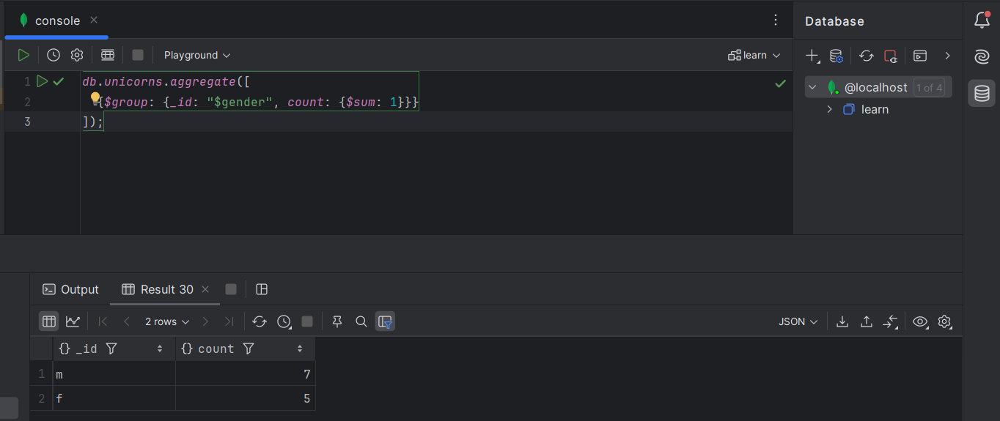 console
Database
Playground
learn
1 db.unicorns.aggregate([
2 {$group: {_id: "$gender", count: {$sum: 1}}}
3 ]);
@localhost 1 of 4
learn
Output
Result 30
2 rows
JSON
{} _id {} count
1 m 7
2 f 5